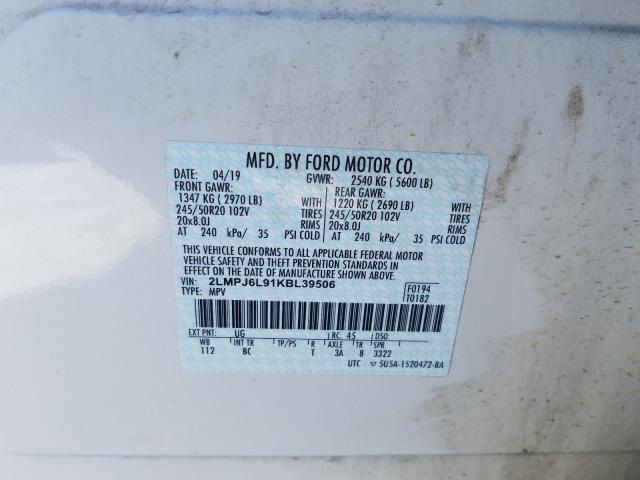 MFD. BY FORD MOTOR CO.
DATE: 04/19 GVWR: 2540 KG ( 5600 LB)
FRONT GAWR: REAR GAWR:
1347 KG ( 2970 LB) WITH 1220 KG ( 2690 LB) WITH
245/50R20 102V TIRES 245/50R20 102V TIRES
20x8.0J RIMS 20x8.0J RIMS
AT 240 kPa/ 35 PSI COLD AT 240 kPa/ 35 PSI COLD
THIS VEHICLE CONFORMS TO ALL APPLICABLE FEDERAL MOTOR
VEHICLE SAFETY AND THEFT PREVENTION STANDARDS IN
EFFECT ON THE DATE OF MANUFACTURE SHOWN ABOVE.
VIN: 2LMPJ6L91KBL39506 F0194
TYPE: MPV T0182
EXT PNT: UG RC: 45 DSO:
WB INT TR TP/PS R AXLE TR SPR
112 BC T 3A 8 3322
UTC ▽ 5U5A-1520472-BA